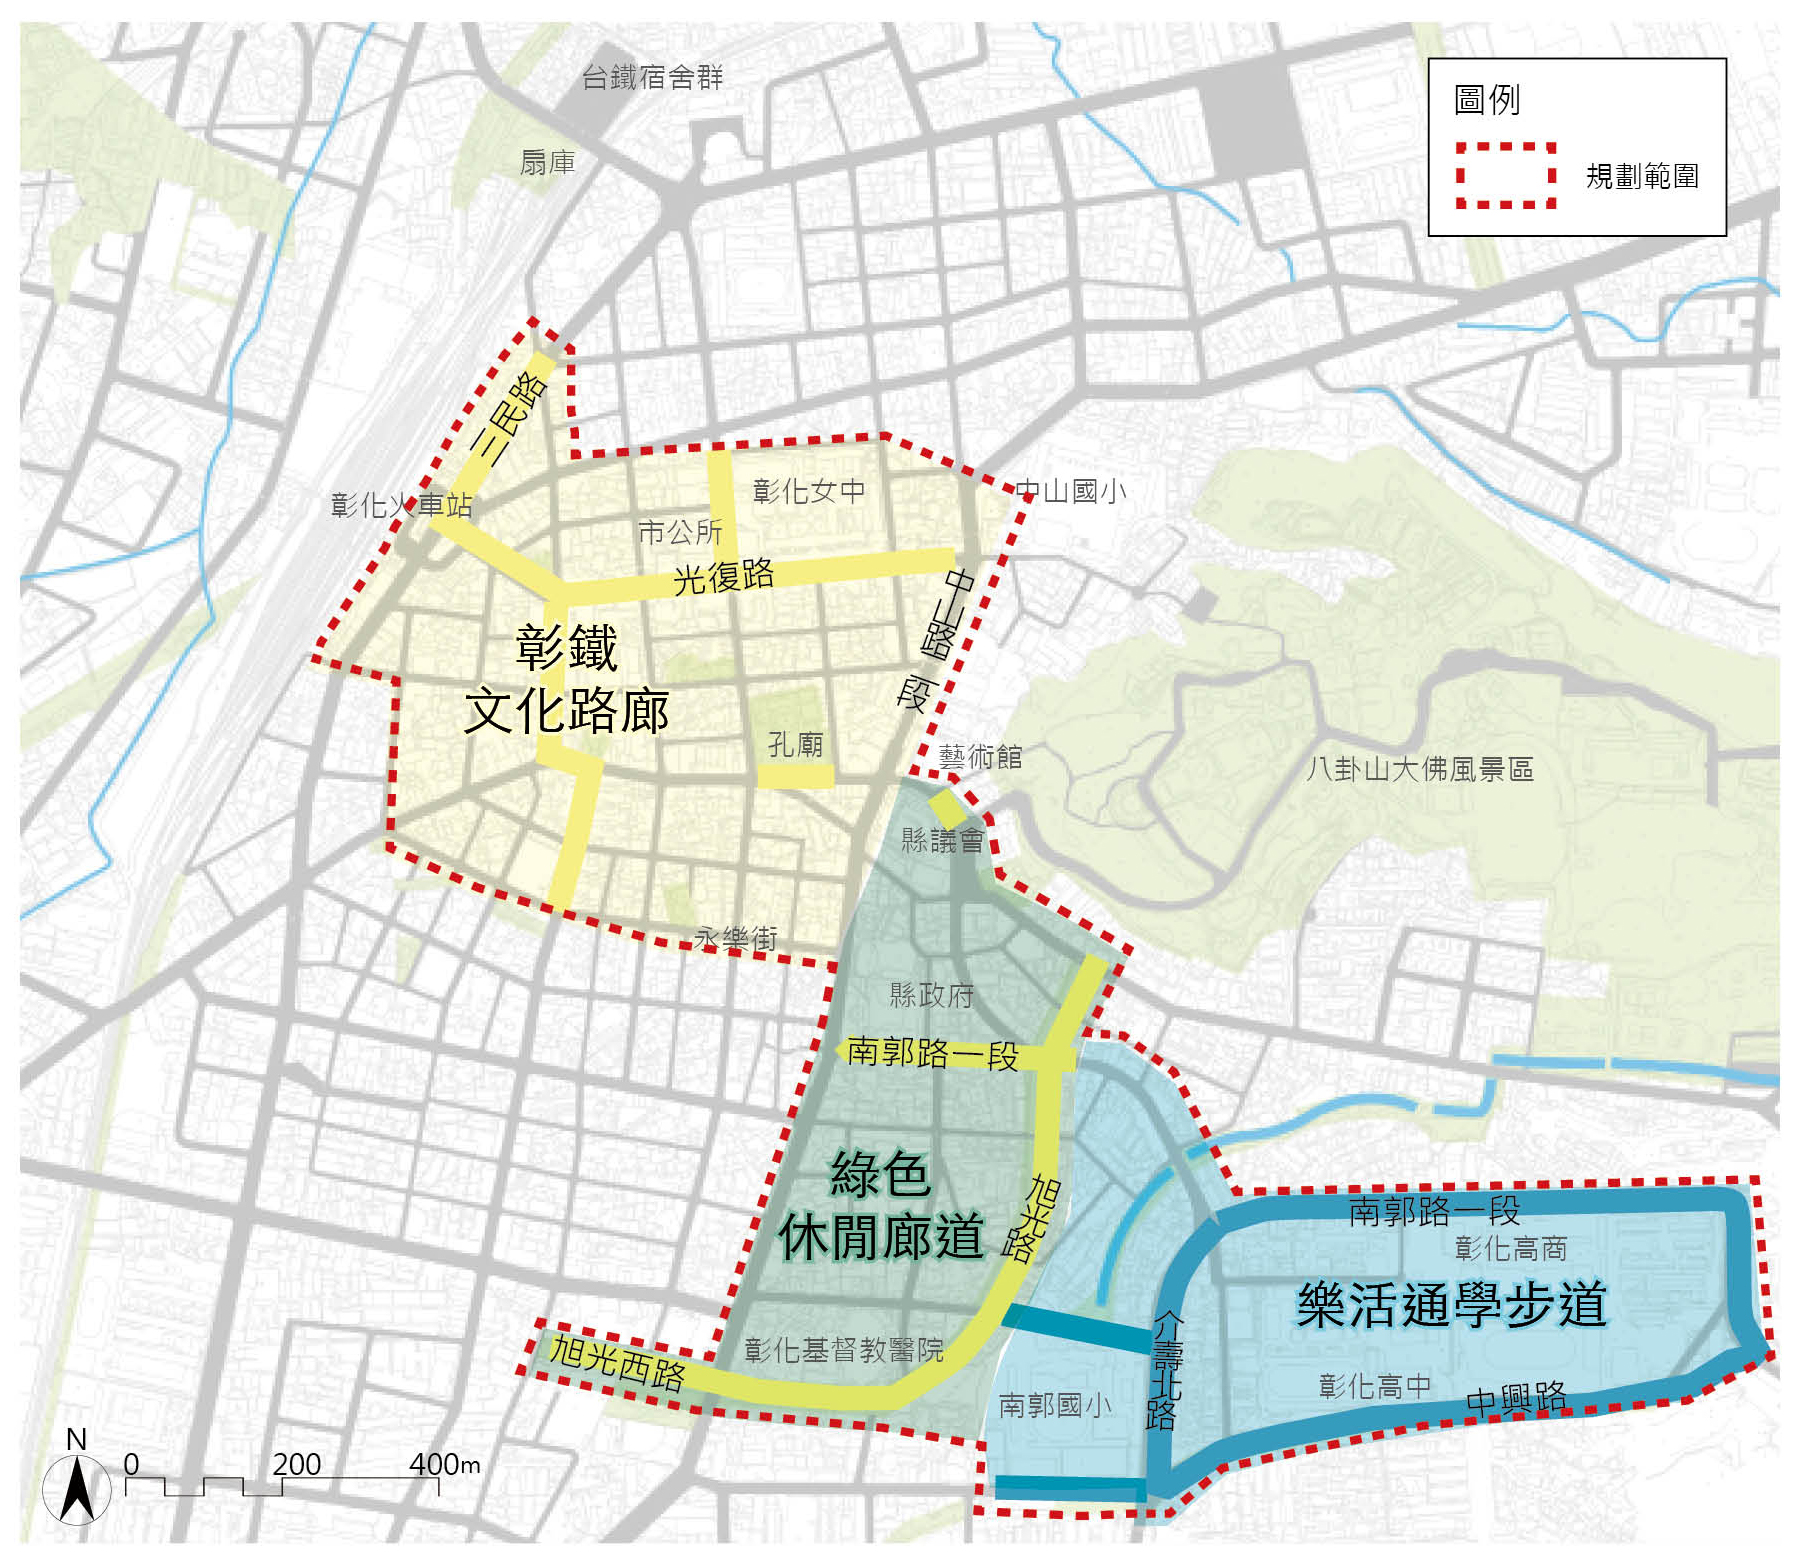 台鐵宿舍群
圖例
規劃範圍
扇庫
三民路
彰化火車站
彰化女中
中山國小
市公所
光復路
中山路二段
彰鐵
文化路廊
孔廟
藝術館
八卦山大佛風景區
縣議會
永樂街
縣政府
南郭路一段
綠色
休閒廊道
旭光路
南郭路一段
彰化高商
樂活通學步道
介壽北路
旭光西路
彰化基督教醫院
南郭國小
彰化高中
中興路
N
0 200 400m